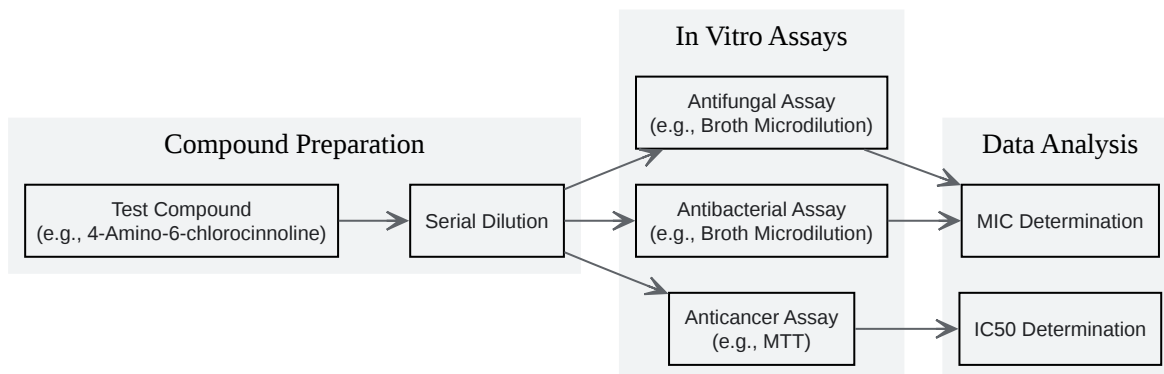 Compound Preparation
Test Compound
(e.g., 4-Amino-6-chlorocinnoline)
Serial Dilution
In Vitro Assays
Antifungal Assay
(e.g., Broth Microdilution)
Antibacterial Assay
(e.g., Broth Microdilution)
Anticancer Assay
(e.g., MTT)
Data Analysis
MIC Determination
IC50 Determination